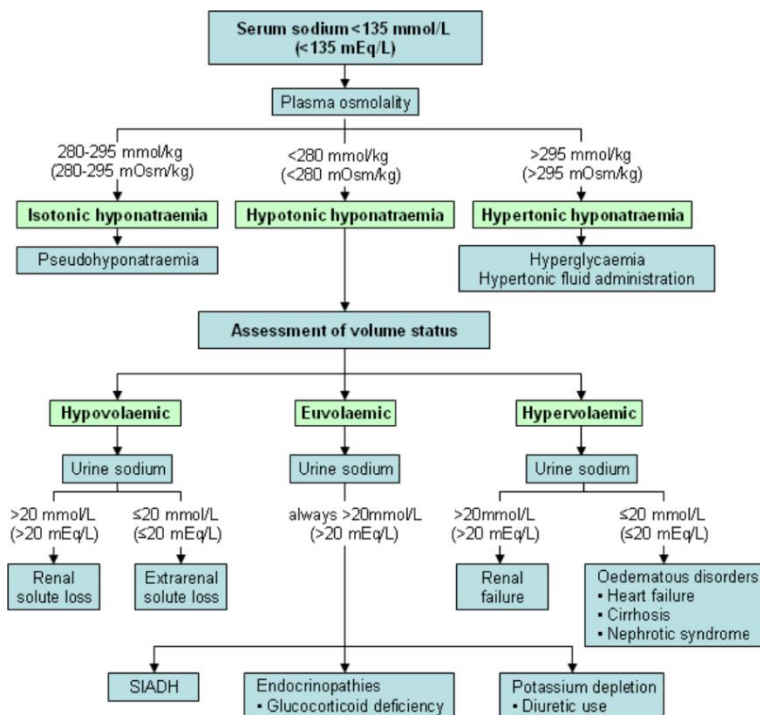 Serum sodium <135 mmol/L
(<135 mEq/L)
Plasma osmolality
280-295 mmol/kg
(280-295 mOsm/kg)
<280 mmol/kg
(<280 mOsm/kg)
>295 mmol/kg
(>295 mOsm/kg)
Isotonic hyponatraemia
Hypotonic hyponatraemia
Hypertonic hyponatraemia
Pseudohyponatraemia
Hyperglycaemia
Hypertonic fluid administration
Assessment of volume status
Hypovolaemic
Euvolaemic
Hypervolaemic
Urine sodium
Urine sodium
Urine sodium
>20 mmol/L
(>20 mEq/L)
≤20 mmol/L
(≤20 mEq/L)
always >20mmol/L
(>20 mEq/L)
>20mmol/L
(>20 mEq/L)
≤20 mmol/L
(≤20 mEq/L)
Renal
solute loss
Extrarenal
solute loss
Renal
failure
Oedematous disorders
▪ Heart failure
▪ Cirrhosis
▪ Nephrotic syndrome
SIADH
Endocrinopathies
▪ Glucocorticoid deficiency
Potassium depletion
▪ Diuretic use